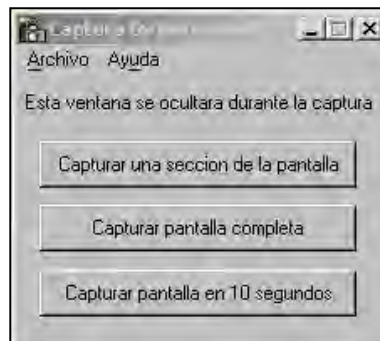 Captura
Archivo Ayuda
Esta ventana se ocultara durante la captura
Capturar una seccion de la pantalla
Capturar pantalla completa
Capturar pantalla en 10 segundos